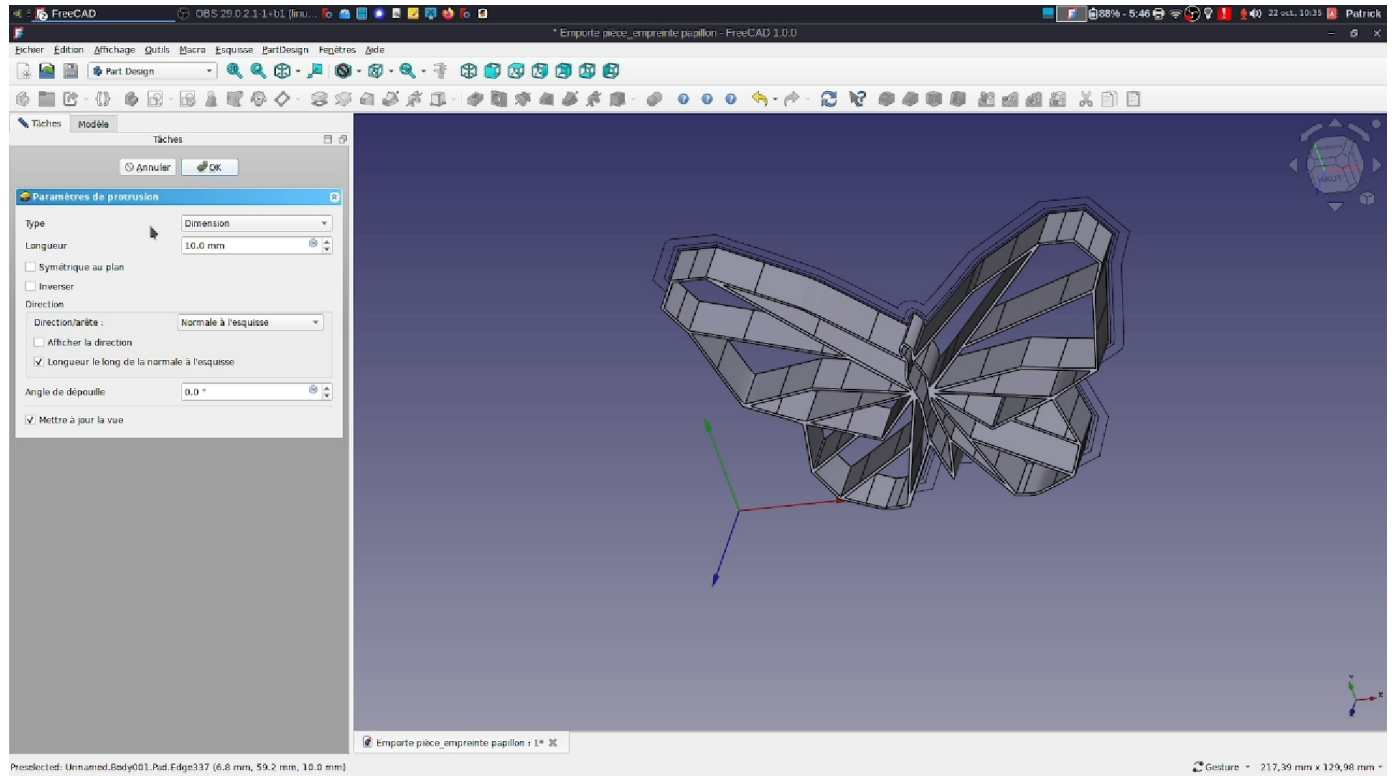 FreeCAD
OBS 29.0.2.1-1+b1 (linu...
88% - 5:46
22 oct., 10:35
Patrick
* Emporte pièce_empreinte papillon - FreeCAD 1.0.0
Fichier Édition Affichage Outils Macro Esquisse PartDesign Fenêtres Aide
Part Design
Tâches Modèle
Tâches
Annuler OK
Paramètres de protrusion
Type Dimension
Longueur 10.0 mm
Symétrique au plan
Inverser
Direction
Direction/arête : Normale à l'esquisse
Afficher la direction
Longueur le long de la normale à l'esquisse
Angle de dépouille 0.0 °
Mettre à jour la vue
HAUT
Y
X
Emporte pièce_empreinte papillon : 1*
Preselected: Unnamed.Body001.Pad.Edge337 (6.8 mm, 59.2 mm, 10.0 mm)
Gesture 217,39 mm x 129,98 mm